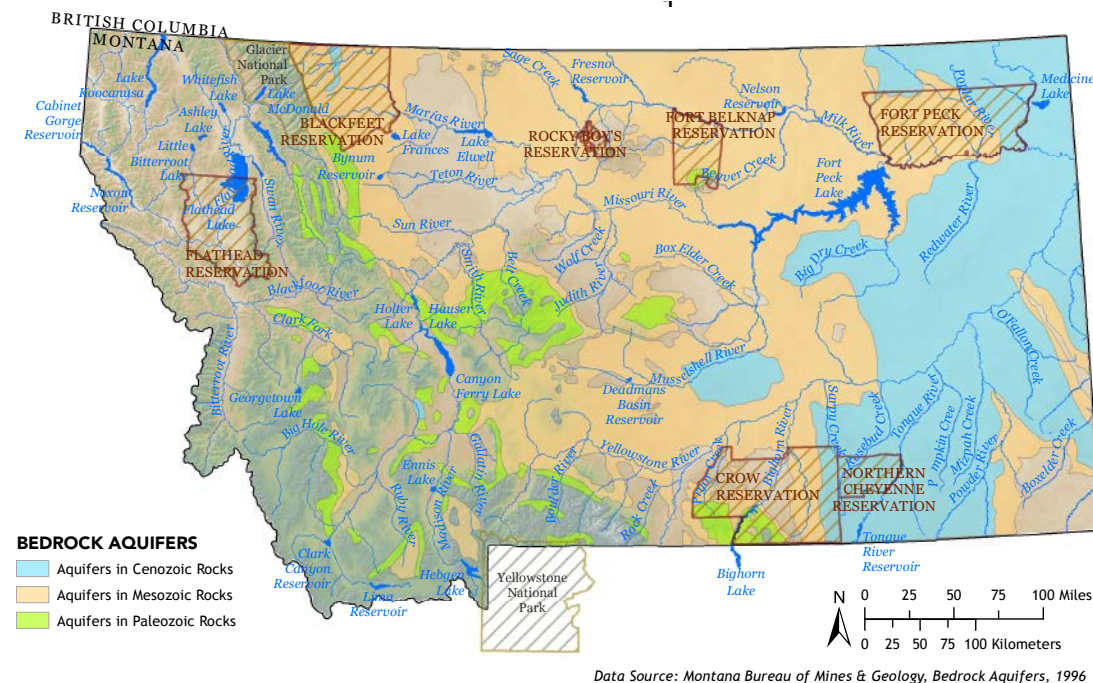 BRITISH COLUMBIA
MONTANA
Glacier
National
Park
Lake
McDonald
Whitefish
Lake
Lake
Koocanusa
Cabinet
Gorge
Reservoir
Ashley
Lake
Little
Bitterroot
Lake
Noxon
Reservoir
Flathead
Lake
Swan River
FLATHEAD
RESERVATION
BLACKFEET
RESERVATION
Bynum
Reservoir
Lake
Frances
Marias River
Lake
Elwell
Teton River
Sun River
Sage Creek
Fresno
Reservoir
ROCKY BOY'S
RESERVATION
Nelson
Reservoir
FORT BELKNAP
RESERVATION
Beaver Creek
Milk River
Fort
Peck
Lake
FORT PECK
RESERVATION
Poplar River
Medicine
Lake
Missouri River
Wolf Creek
Judith River
Box Elder Creek
Big Dry Creek
Redwater River
Smith River
Belt Creek
Blackfoot River
Holter
Lake
Hauser
Lake
Clark Fork
Bitterroot River
Georgetown
Lake
Big Hole River
Canyon
Ferry Lake
Deadmans
Basin
Reservoir
Musselshell River
O'Fallon Creek
Sarpy Creek
Rosebud Creek
Tongue River
Mizpah Creek
Powder River
Boxelder Creek
Yellowstone River
Bighorn River
CROW
RESERVATION
NORTHERN
CHEYENNE
RESERVATION
Tongue
River
Reservoir
Bighorn
Lake
Rock Creek
Boulder River
Gallatin River
Ennis
Lake
Madison River
Ruby River
Clark
Canyon
Reservoir
Lima
Reservoir
Hebgen
Lake
Yellowstone
National
Park
BEDROCK AQUIFERS
Aquifers in Cenozoic Rocks
Aquifers in Mesozoic Rocks
Aquifers in Paleozoic Rocks
N
0 25 50 75 100 Miles
0 25 50 75 100 Kilometers
Data Source: Montana Bureau of Mines & Geology, Bedrock Aquifers, 1996